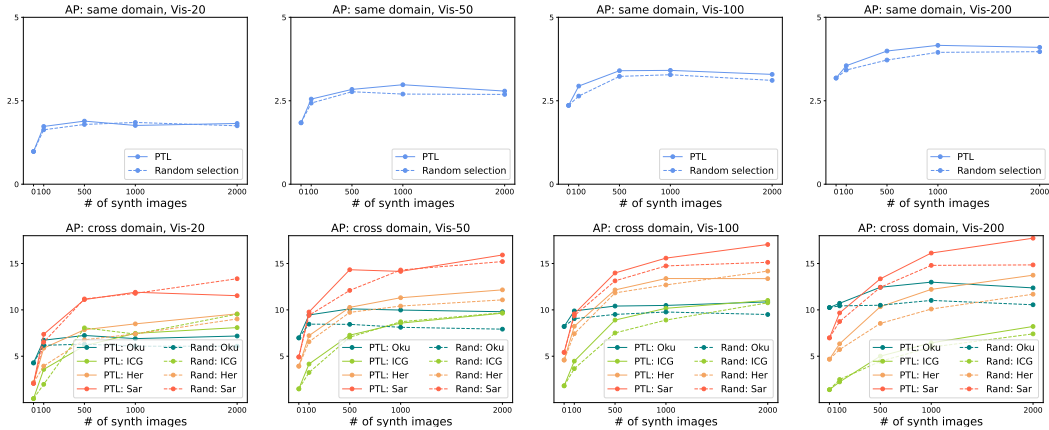 AP: same domain, Vis-20
5
2.5
0
PTL
Random selection
0100 500 1000 2000
# of synth images
AP: same domain, Vis-50
5
2.5
0
PTL
Random selection
0100 500 1000 2000
# of synth images
AP: same domain, Vis-100
5
2.5
0
PTL
Random selection
0100 500 1000 2000
# of synth images
AP: same domain, Vis-200
5
2.5
0
PTL
Random selection
0100 500 1000 2000
# of synth images
AP: cross domain, Vis-20
15
10
5
PTL: Oku Rand: Oku
PTL: ICG Rand: ICG
PTL: Her Rand: Her
PTL: Sar Rand: Sar
0100 500 1000 2000
# of synth images
AP: cross domain, Vis-50
15
10
5
PTL: Oku Rand: Oku
PTL: ICG Rand: ICG
PTL: Her Rand: Her
PTL: Sar Rand: Sar
0100 500 1000 2000
# of synth images
AP: cross domain, Vis-100
15
10
5
PTL: Oku Rand: Oku
PTL: ICG Rand: ICG
PTL: Her Rand: Her
PTL: Sar Rand: Sar
0100 500 1000 2000
# of synth images
AP: cross domain, Vis-200
15
10
5
PTL: Oku Rand: Oku
PTL: ICG Rand: ICG
PTL: Her Rand: Her
PTL: Sar Rand: Sar
0100 500 1000 2000
# of synth images